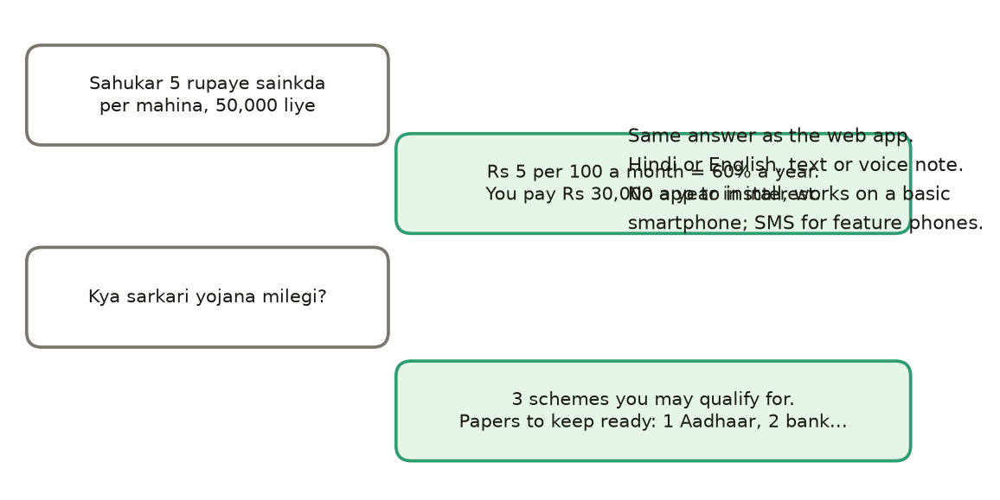 Sahukar 5 rupaye sainkda
per mahina, 50,000 liye
Rs 5 per 100 a month = 60% a year.
You pay Rs 30,000 a year in interest.
Same answer as the web app.
Hindi or English, text or voice note.
No app to install, works on a basic
smartphone; SMS for feature phones.
Kya sarkari yojana milegi?
3 schemes you may qualify for.
Papers to keep ready: 1 Aadhaar, 2 bank...